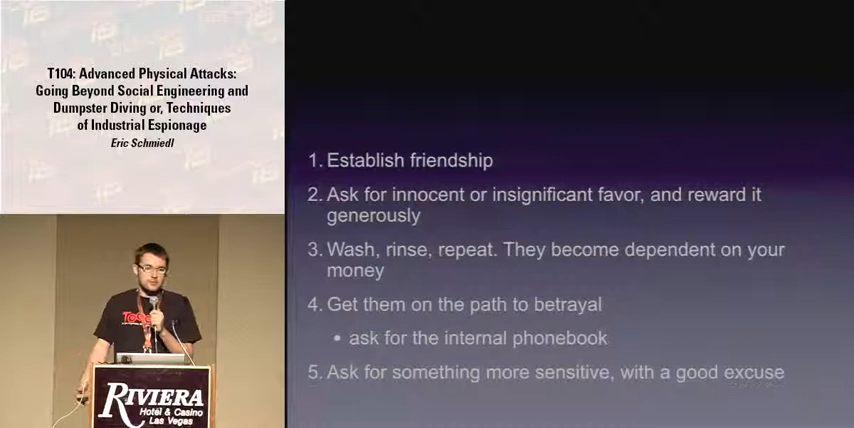 T104: Advanced Physical Attacks:
Going Beyond Social Engineering and
Dumpster Diving or, Techniques
of Industrial Espionage
Eric Schmiedl
1. Establish friendship
2. Ask for innocent or insignificant favor, and reward it
generously
3. Wash, rinse, repeat. They become dependent on your
money
4. Get them on the path to betrayal
• ask for the internal phonebook
5. Ask for something more sensitive, with a good excuse
RIVIERA
Hotel & Casino
Las Vegas